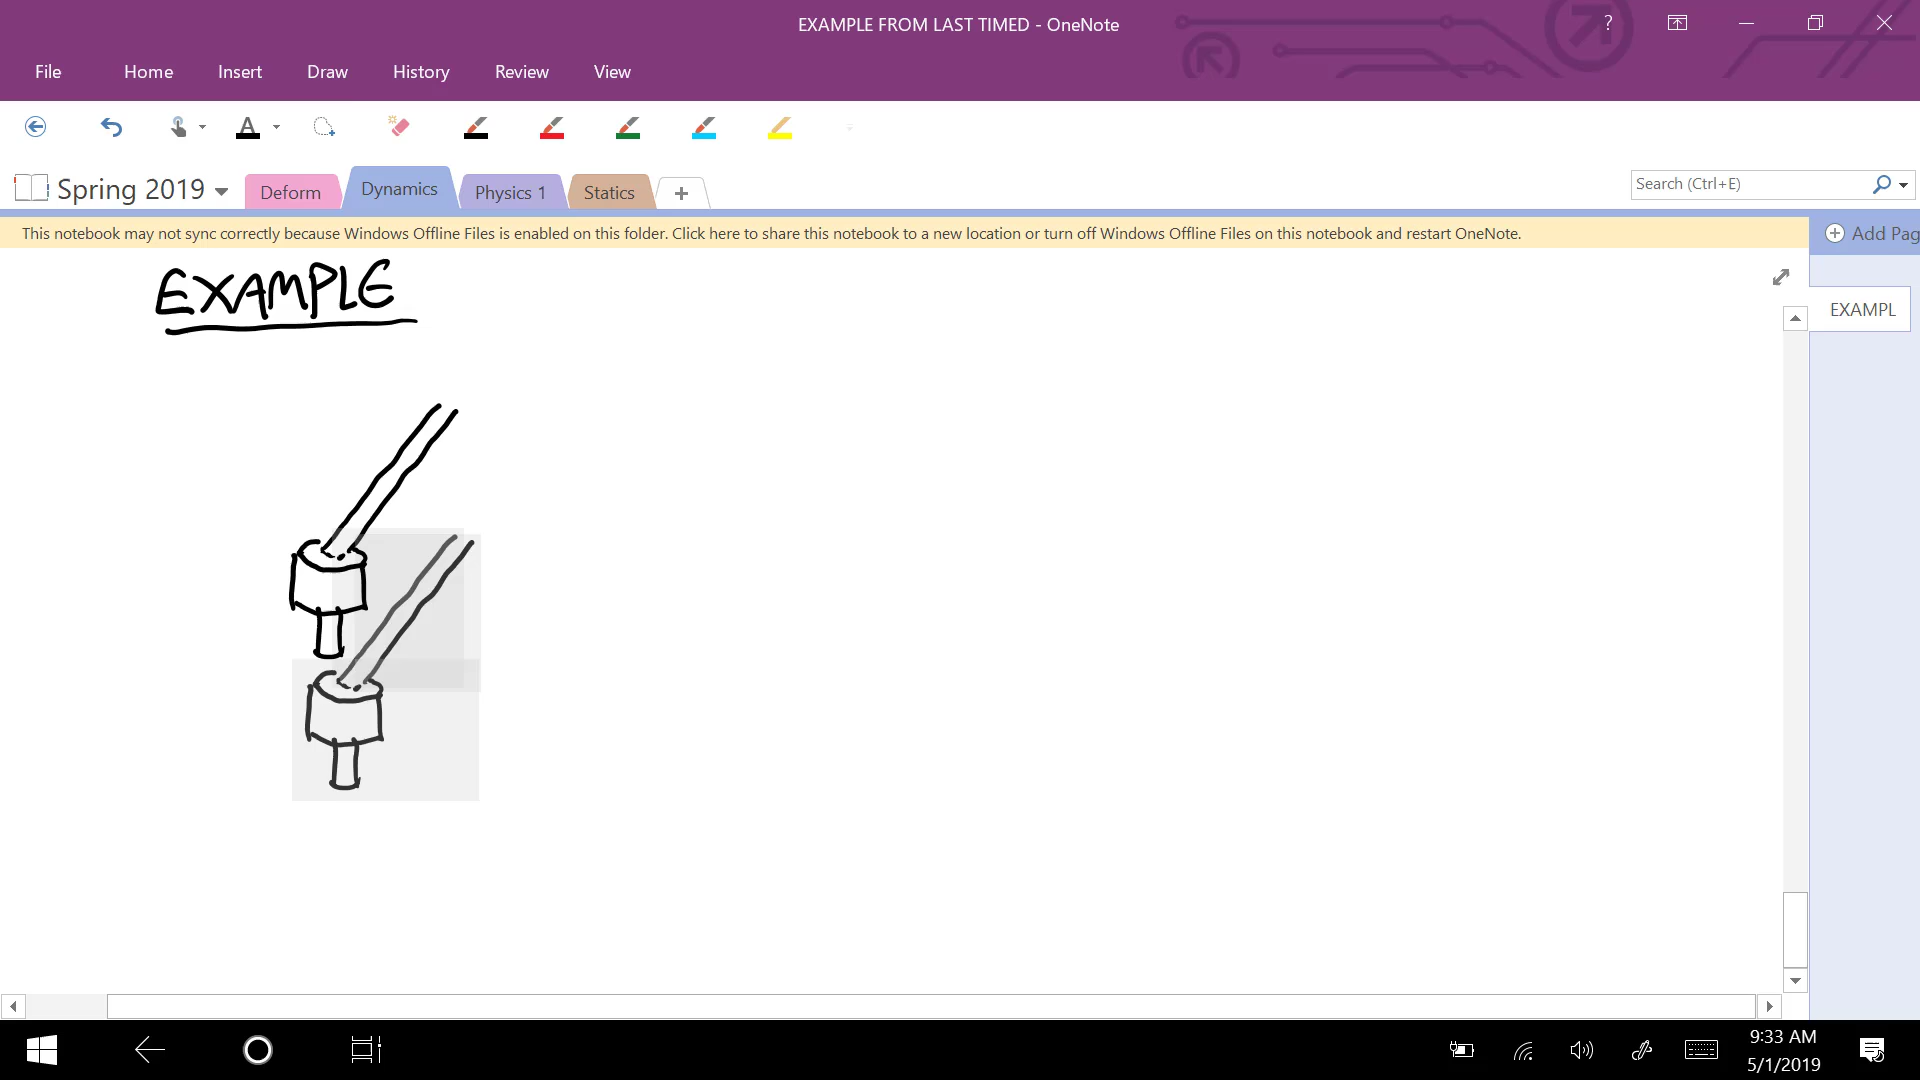 EXAMPLE FROM LAST TIMED - OneNote
?
File Home Insert Draw History Review View
A
Spring 2019 Deform Dynamics Physics 1 Statics +
Search (Ctrl+E)
This notebook may not sync correctly because Windows Offline Files is enabled on this folder. Click here to share this notebook to a new location or turn off Windows Offline Files on this notebook and restart OneNote.
Add Pag
EXAMPLE
EXAMPL
9:33 AM
5/1/2019